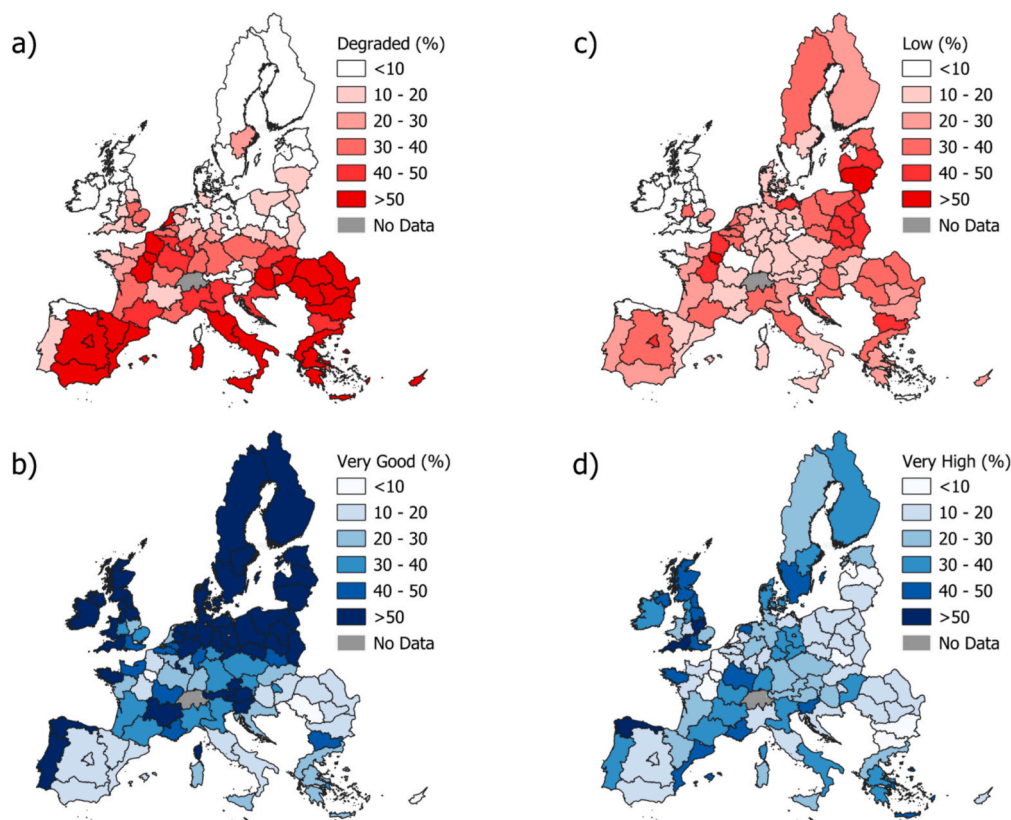 a)
Degraded (%)
<10
10 - 20
20 - 30
30 - 40
40 - 50
>50
No Data
c)
Low (%)
<10
10 - 20
20 - 30
30 - 40
40 - 50
>50
No Data
b)
Very Good (%)
<10
10 - 20
20 - 30
30 - 40
40 - 50
>50
No Data
d)
Very High (%)
<10
10 - 20
20 - 30
30 - 40
40 - 50
>50
No Data